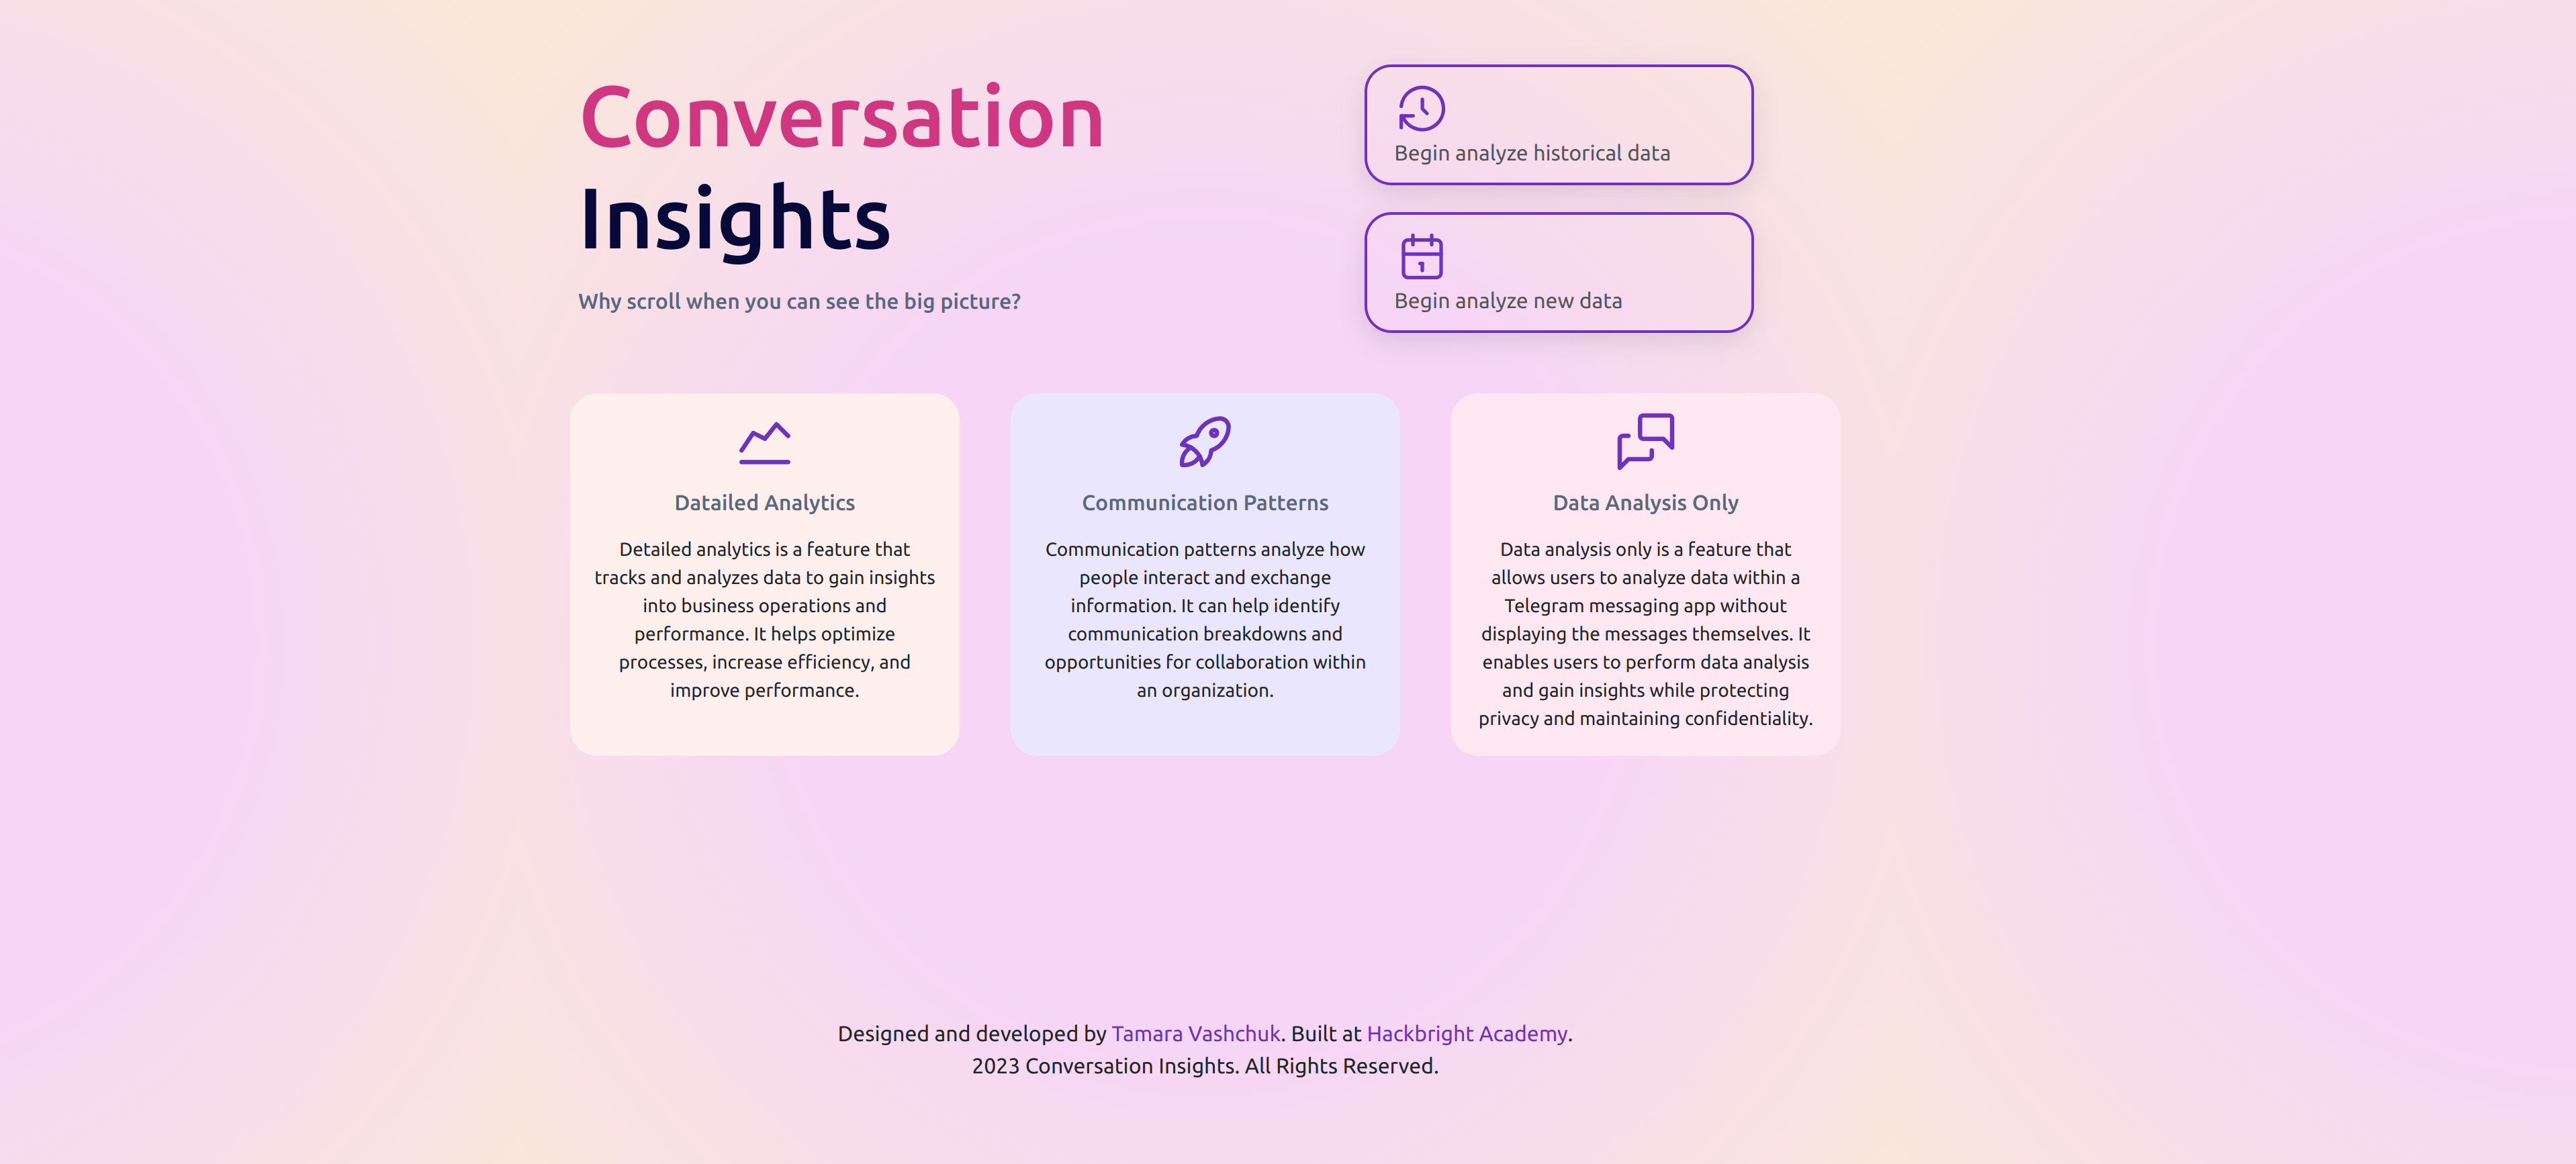 Conversation
Insights
Why scroll when you can see the big picture?
Begin analyze historical data
Begin analyze new data
Datailed Analytics
Detailed analytics is a feature that
tracks and analyzes data to gain insights
into business operations and
performance. It helps optimize
processes, increase efficiency, and
improve performance.
Communication Patterns
Communication patterns analyze how
people interact and exchange
information. It can help identify
communication breakdowns and
opportunities for collaboration within
an organization.
Data Analysis Only
Data analysis only is a feature that
allows users to analyze data within a
Telegram messaging app without
displaying the messages themselves. It
enables users to perform data analysis
and gain insights while protecting
privacy and maintaining confidentiality.
Designed and developed by Tamara Vashchuk. Built at Hackbright Academy.
2023 Conversation Insights. All Rights Reserved.